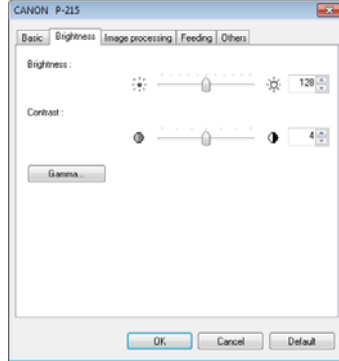 CANON P-215
Basic Brightness Image processing Feeding Others
Brightness :
128
Contrast :
4
Gamma...
OK Cancel Default